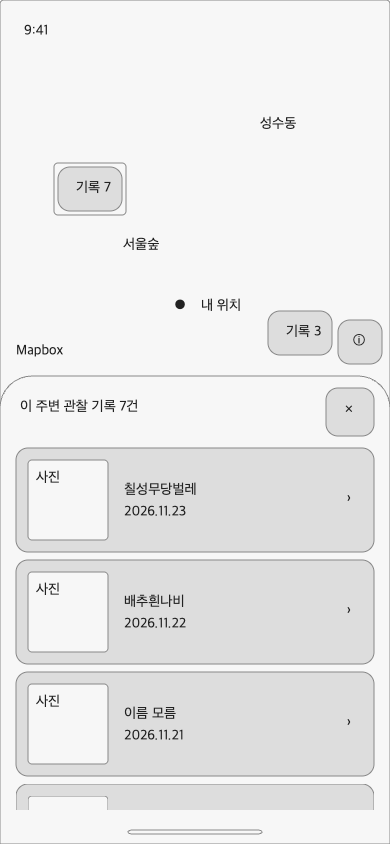 9:41
성수동
기록 7
서울숲
내 위치
기록 3
ⓘ
Mapbox
이 주변 관찰 기록 7건
×
사진
칠성무당벌레
2026.11.23
›
사진
배추흰나비
2026.11.22
›
사진
이름 모름
2026.11.21
›